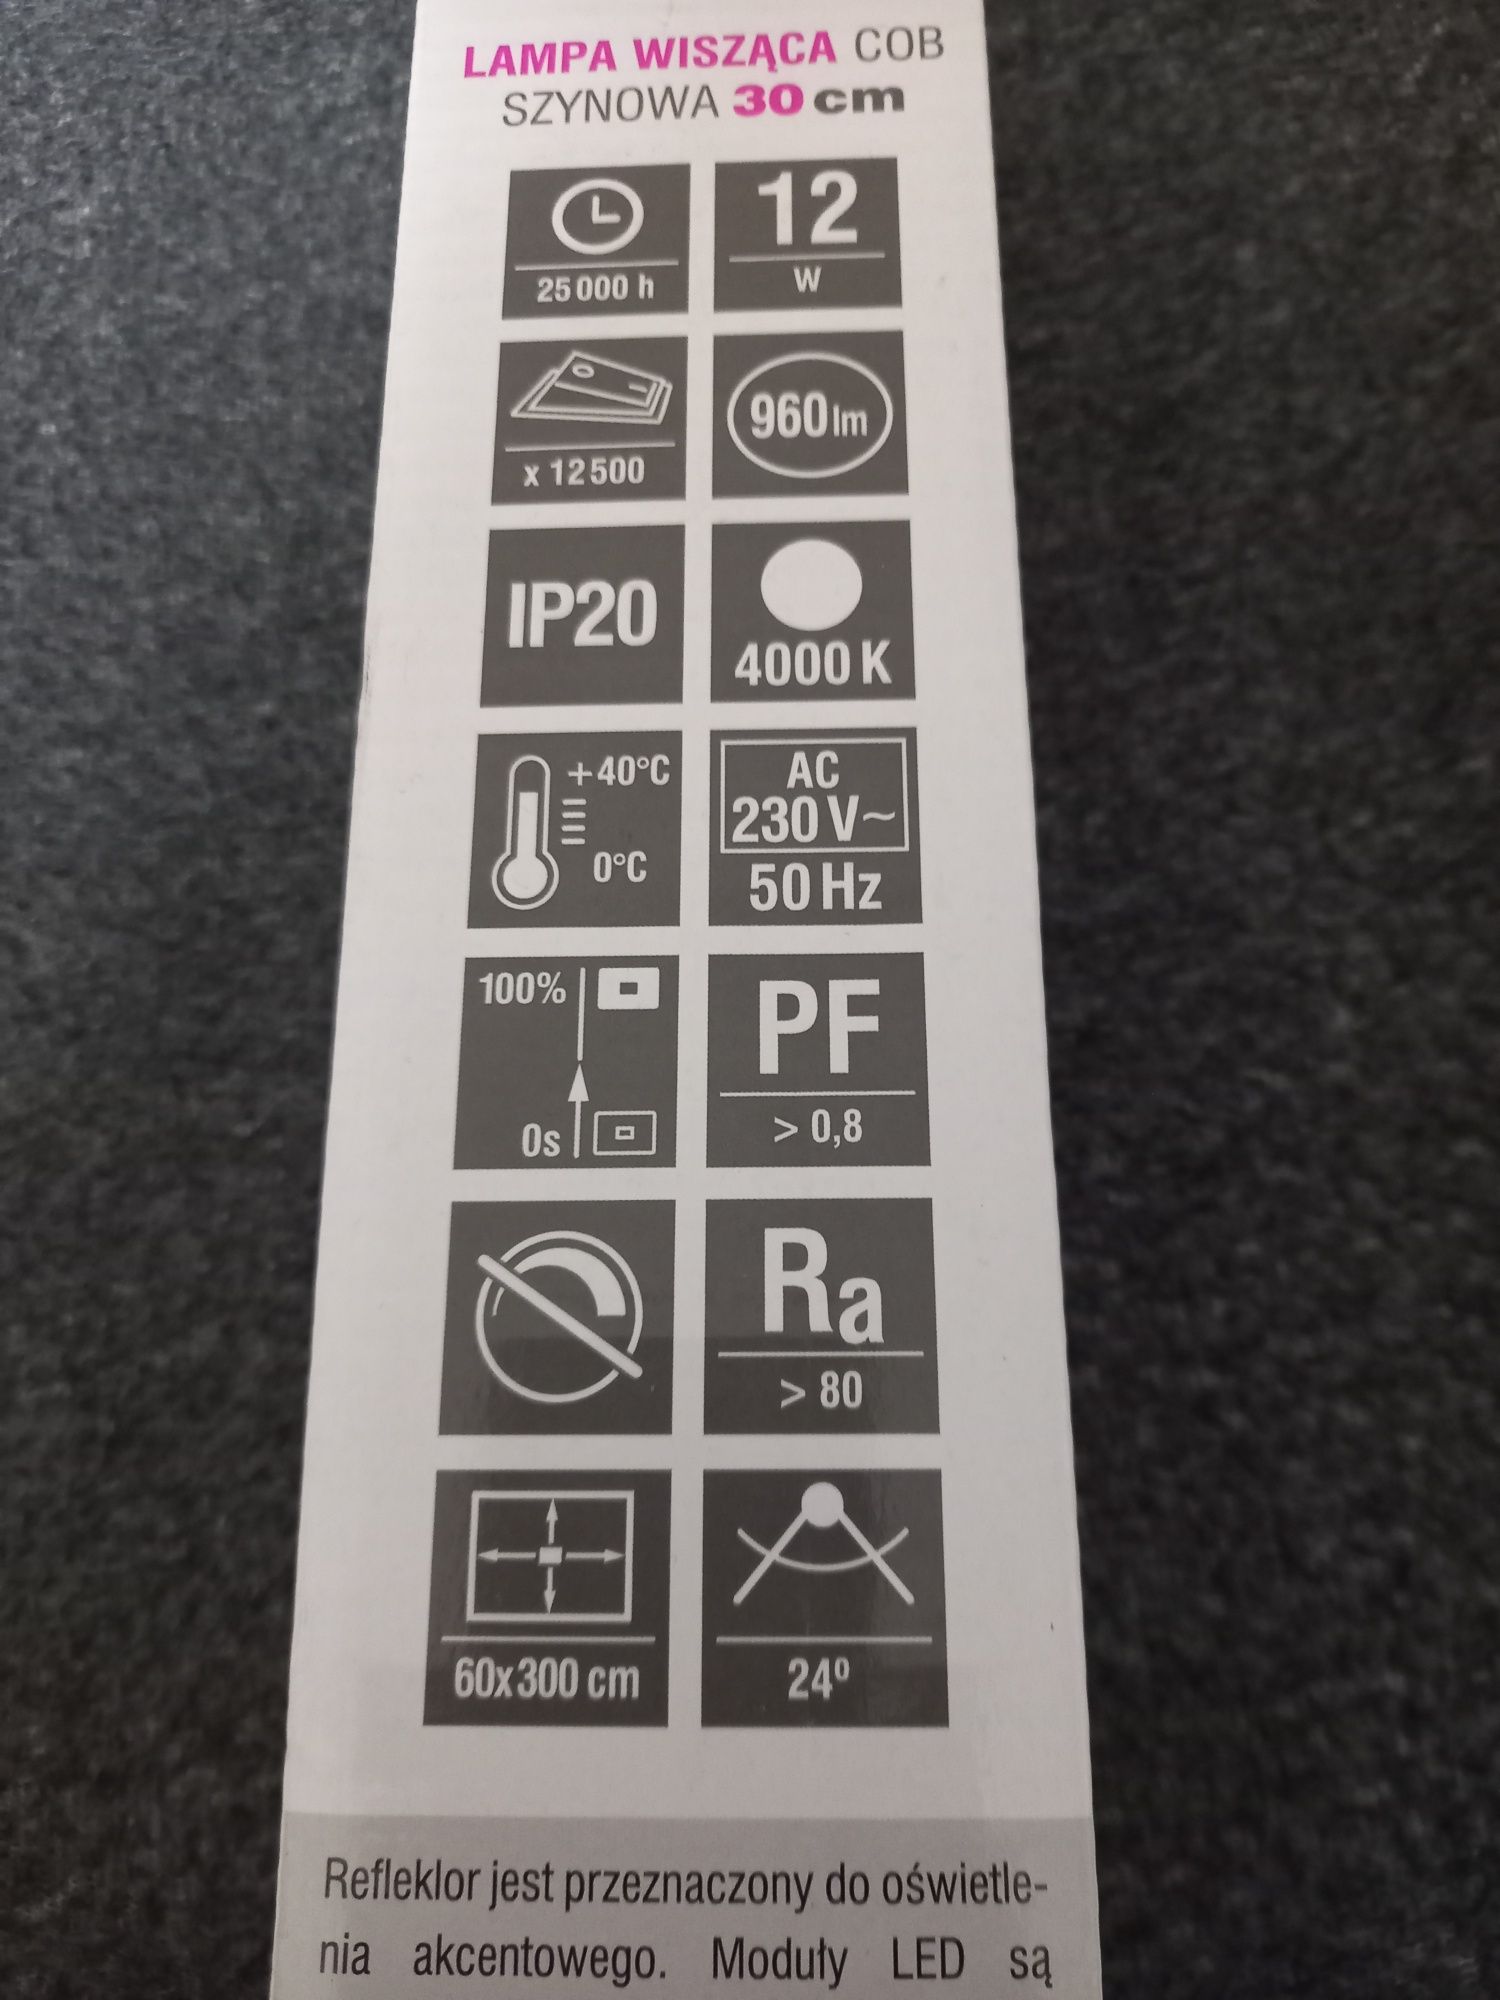 LAMPA WISZĄCA COB
SZYNOWA 30 cm
25 000 h
12
W
x 12 500
960 lm
IP20
4000 K
+40°C
0°C
AC
230 V~
50 Hz
100%
0s
PF
> 0,8
Ra
> 80
60x300 cm
24º
Refleklor jest przeznaczony do oświetle-
nia akcentowego. Moduły LED są